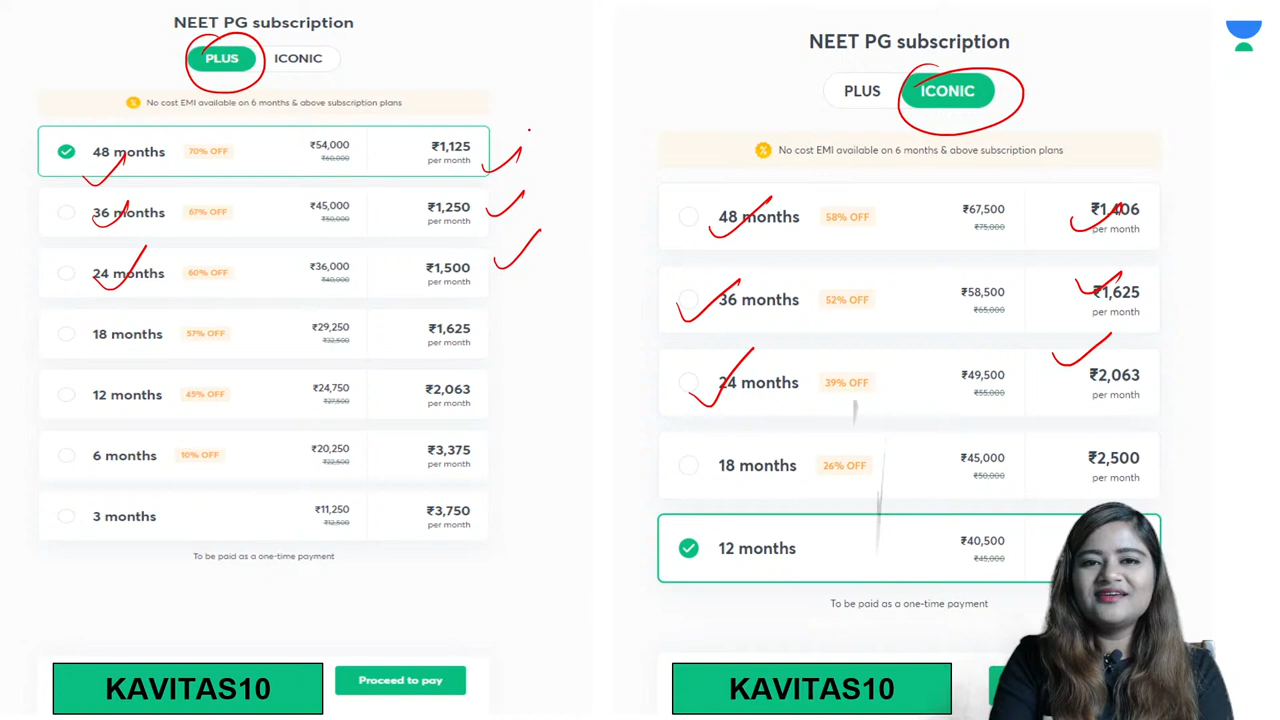 NEET PG subscription
PLUS ICONIC
No cost EMI available on 6 months & above subscription plans
48 months 70% OFF ₹54,000 ₹60,000 ₹1,125 per month
36 months 67% OFF ₹45,000 ₹50,000 ₹1,250 per month
24 months 60% OFF ₹36,000 ₹40,000 ₹1,500 per month
18 months 57% OFF ₹29,250 ₹32,500 ₹1,625 per month
12 months 45% OFF ₹24,750 ₹27,500 ₹2,063 per month
6 months 10% OFF ₹20,250 ₹22,500 ₹3,375 per month
3 months ₹11,250 ₹12,500 ₹3,750 per month
To be paid as a one-time payment
KAVITAS10 Proceed to pay
NEET PG subscription
PLUS ICONIC
No cost EMI available on 6 months & above subscription plans
48 months 58% OFF ₹67,500 ₹75,000 ₹1,406 per month
36 months 52% OFF ₹58,500 ₹65,000 ₹1,625 per month
24 months 39% OFF ₹49,500 ₹55,000 ₹2,063 per month
18 months 26% OFF ₹45,000 ₹50,000 ₹2,500 per month
12 months ₹40,500 ₹45,000
To be paid as a one-time payment
KAVITAS10